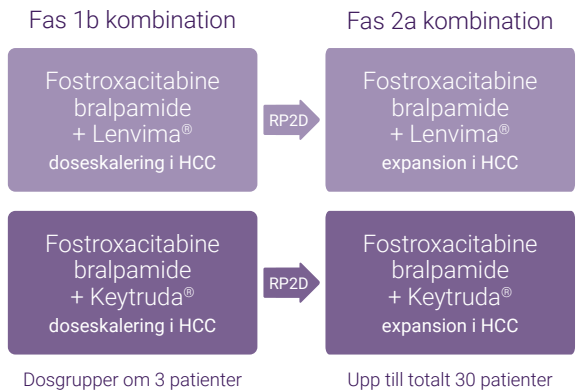 Fas 1b kombination
Fas 2a kombination
Fostroxacitabine
bralpamide
+ Lenvima®
doseskalering i HCC
RP2D
Fostroxacitabine
bralpamide
+ Lenvima®
expansion i HCC
Fostroxacitabine
bralpamide
+ Keytruda®
doseskalering i HCC
RP2D
Fostroxacitabine
bralpamide
+ Keytruda®
expansion i HCC
Dosgrupper om 3 patienter
Upp till totalt 30 patienter